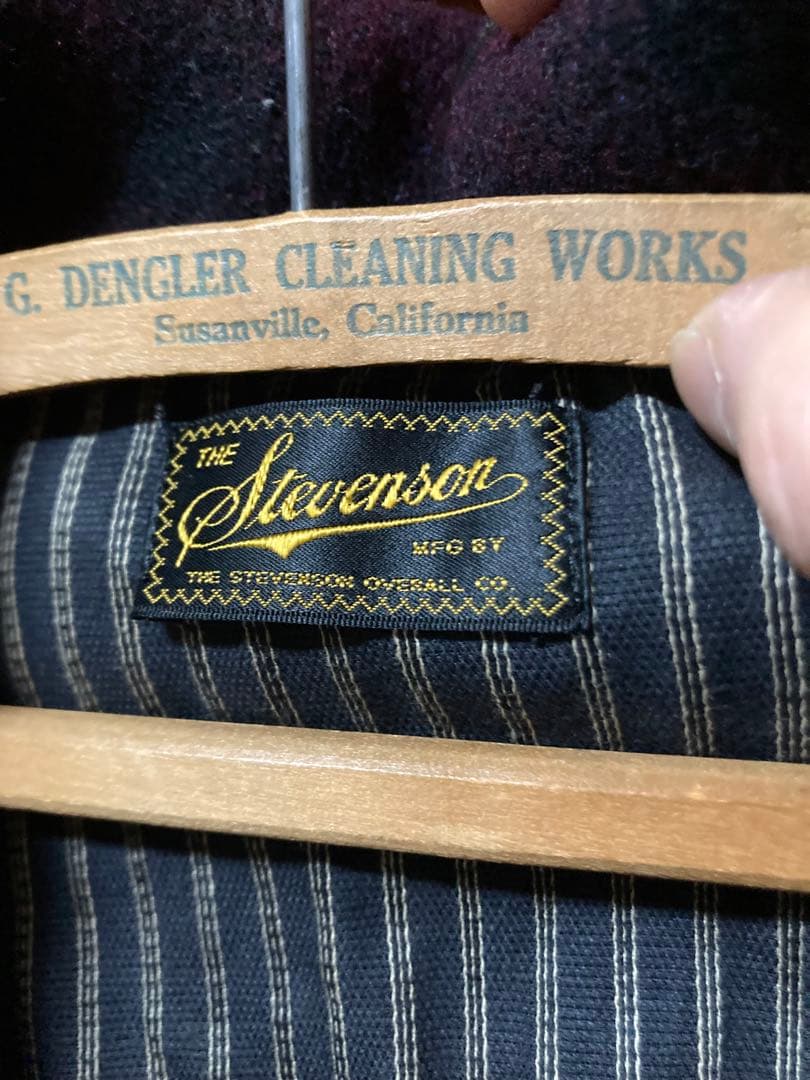 G. DENGLER CLEANING WORKS
Susanville, California
THE
Stevenson
MFG BY
THE STEVENSON OVERALL CO.